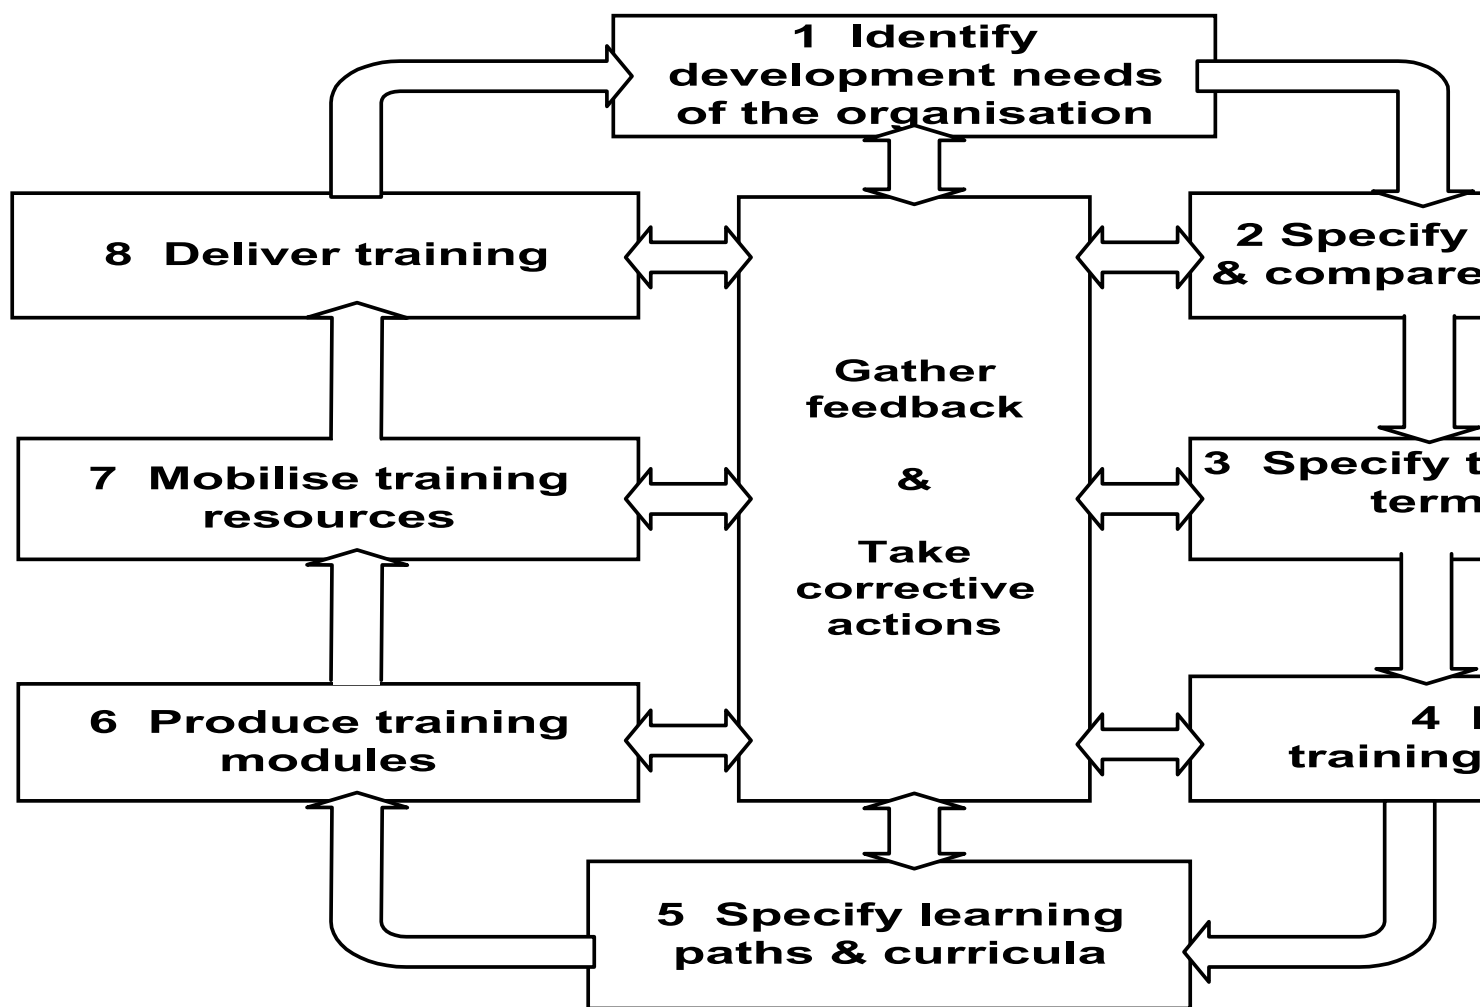 1 Identify
development needs
of the organisation
2 Specify
& compare
3 Specify
term
4
training
5 Specify learning
paths & curricula
6 Produce training
modules
7 Mobilise training
resources
8 Deliver training
Gather
feedback
&
Take
corrective
actions